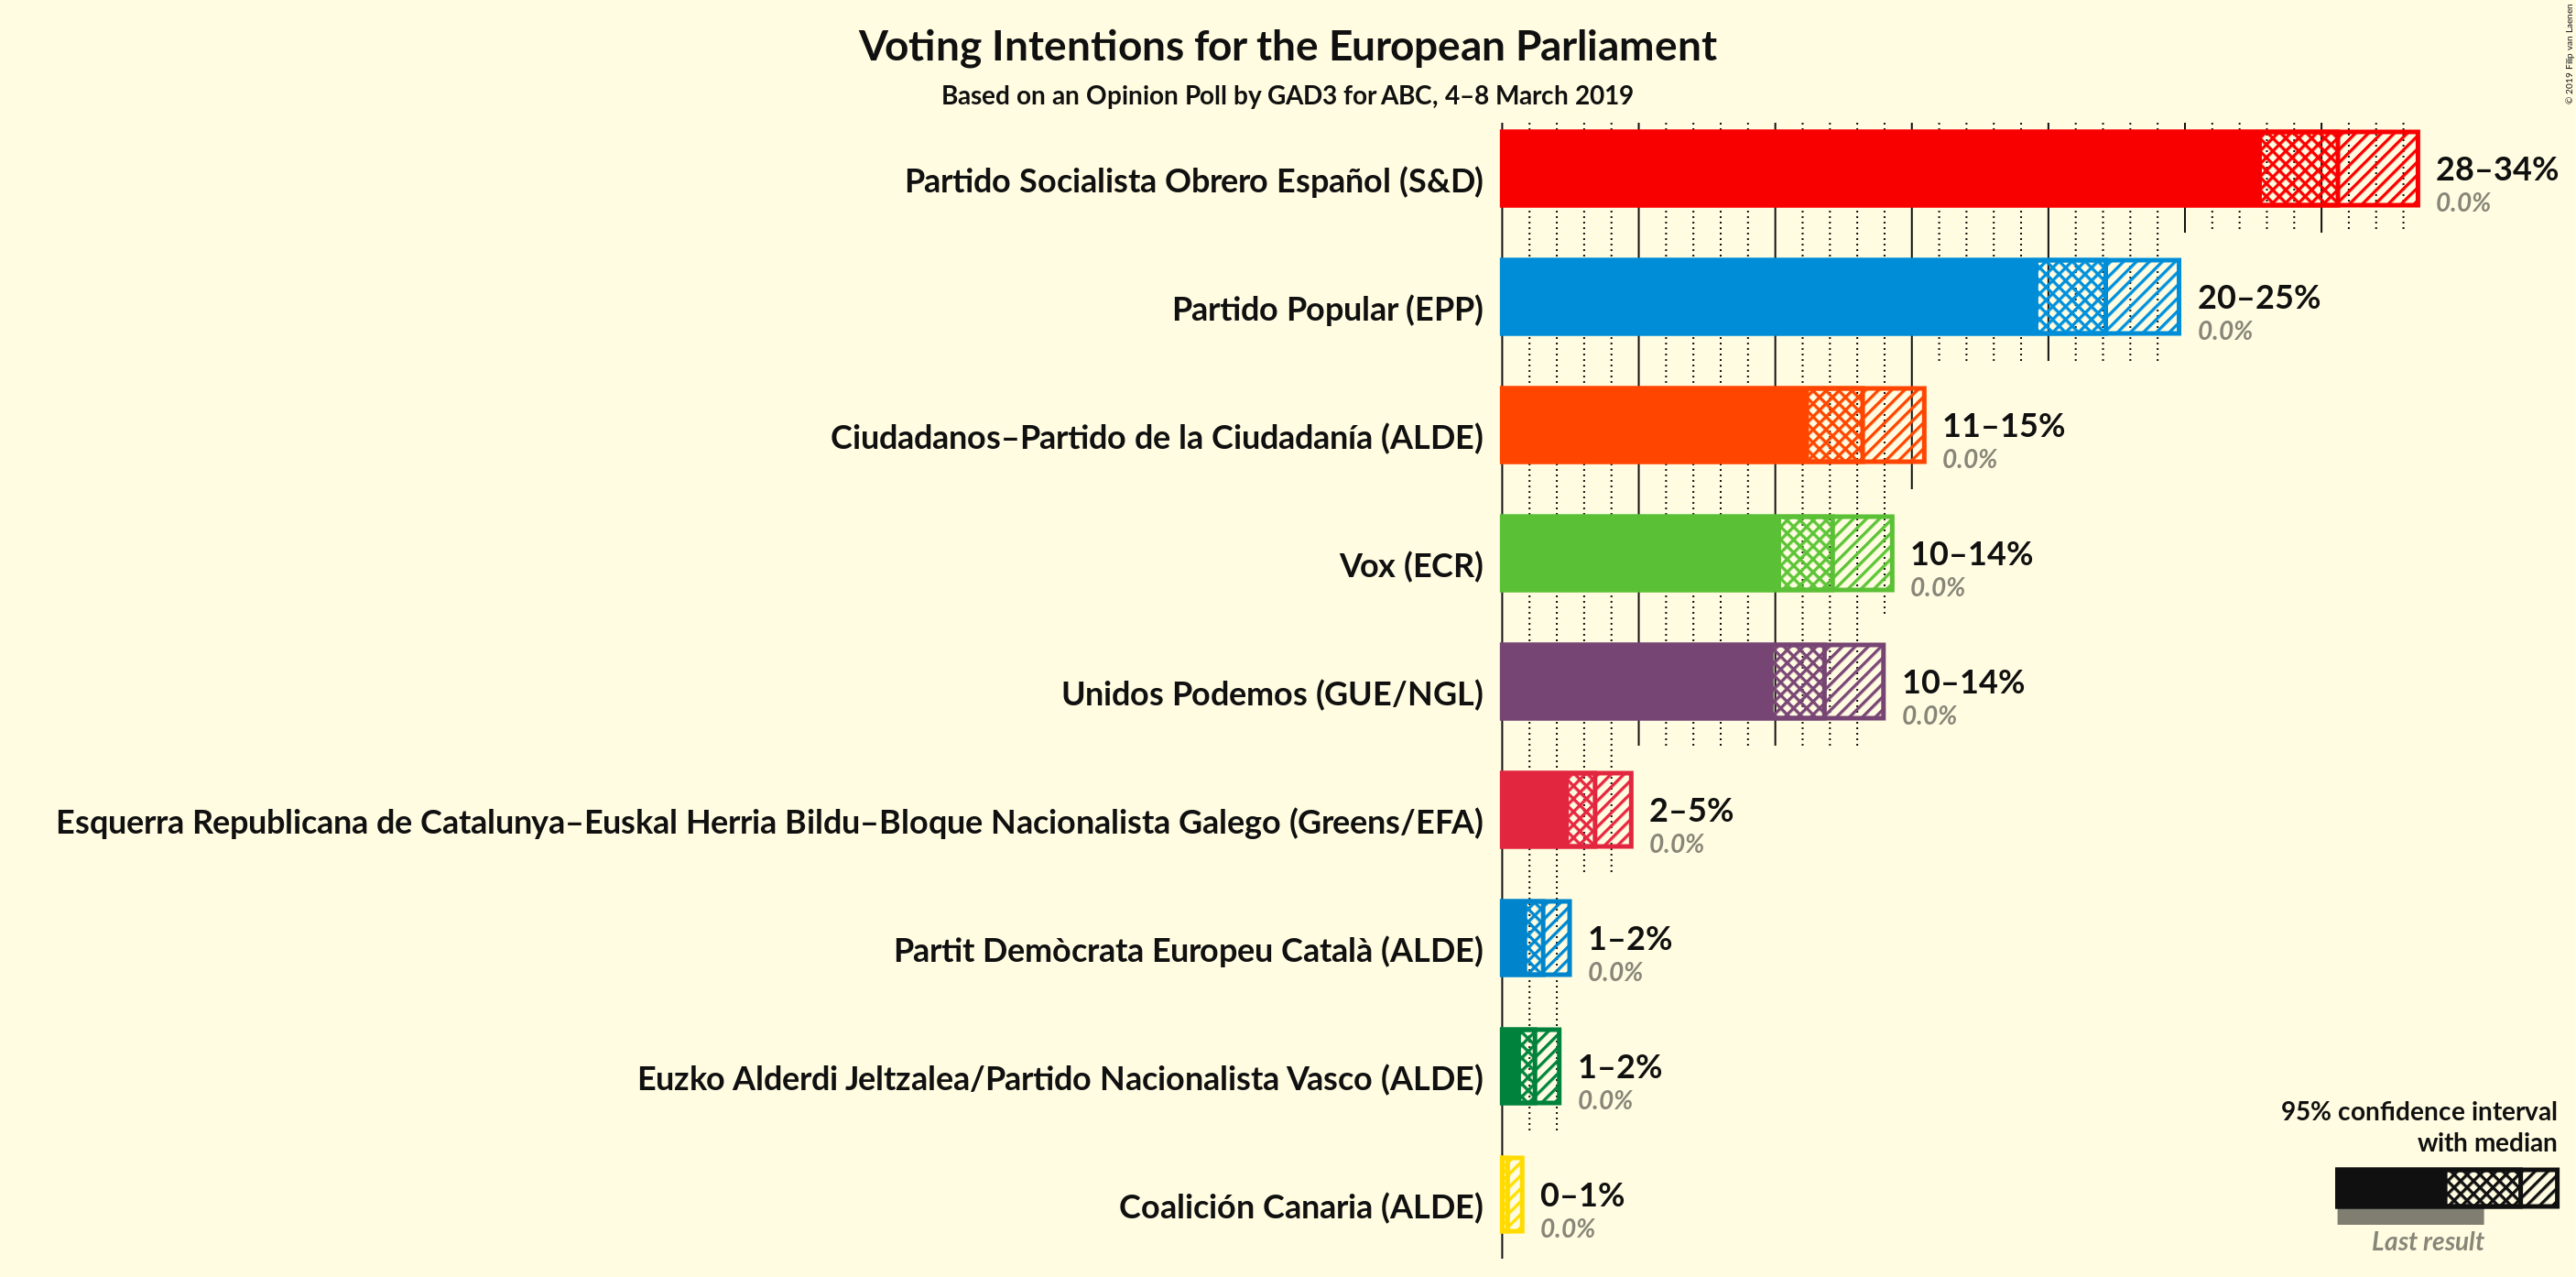 Voting Intentions for the European Parliament
Based on an Opinion Poll by GAD3 for ABC, 4–8 March 2019
© 2019 Filip van Laenen
Partido Socialista Obrero Español (S&D)
28–34%
0.0%
Partido Popular (EPP)
20–25%
0.0%
Ciudadanos–Partido de la Ciudadanía (ALDE)
11–15%
0.0%
Vox (ECR)
10–14%
0.0%
Unidos Podemos (GUE/NGL)
10–14%
0.0%
Esquerra Republicana de Catalunya–Euskal Herria Bildu–Bloque Nacionalista Galego (Greens/EFA)
2–5%
0.0%
Partit Demòcrata Europeu Català (ALDE)
1–2%
0.0%
Euzko Alderdi Jeltzalea/Partido Nacionalista Vasco (ALDE)
1–2%
0.0%
Coalición Canaria (ALDE)
0–1%
0.0%
95% confidence interval
with median
Last result